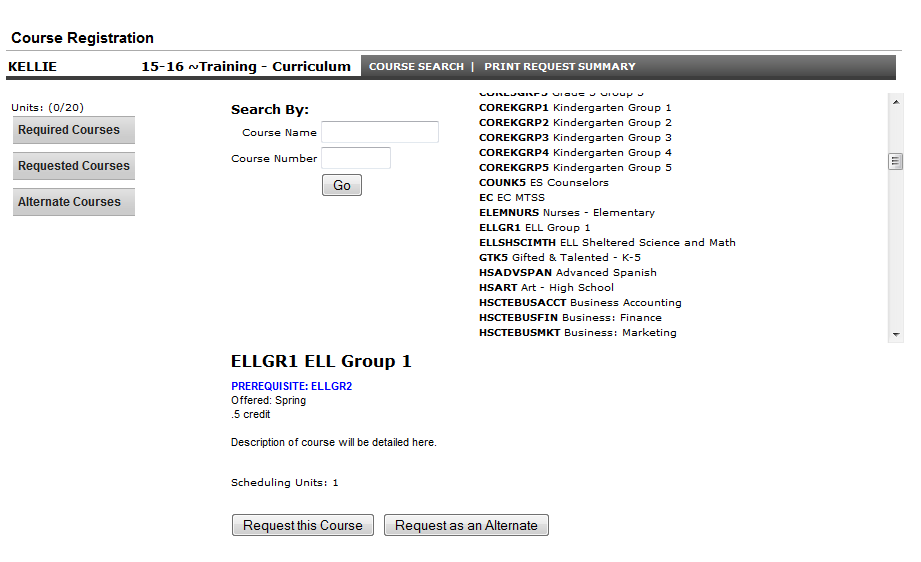 Course Registration
KELLIE 15-16 ~Training - Curriculum COURSE SEARCH | PRINT REQUEST SUMMARY
Units: (0/20)
Required Courses
Requested Courses
Alternate Courses
Search By:
Course Name
Course Number
Go
COREKGRP1 Kindergarten Group 1
COREKGRP2 Kindergarten Group 2
COREKGRP3 Kindergarten Group 3
COREKGRP4 Kindergarten Group 4
COREKGRP5 Kindergarten Group 5
COUNK5 ES Counselors
EC EC MTSS
ELEMNURS Nurses - Elementary
ELLGR1 ELL Group 1
ELLSHSCIMTH ELL Sheltered Science and Math
GTK5 Gifted & Talented - K-5
HSADVSPAN Advanced Spanish
HSART Art - High School
HSCTEBUSACCT Business Accounting
HSCTEBUSFIN Business: Finance
HSCTEBUSMKT Business: Marketing
ELLGR1 ELL Group 1
PREREQUISITE: ELLGR2
Offered: Spring
.5 credit
Description of course will be detailed here.
Scheduling Units: 1
Request this Course
Request as an Alternate